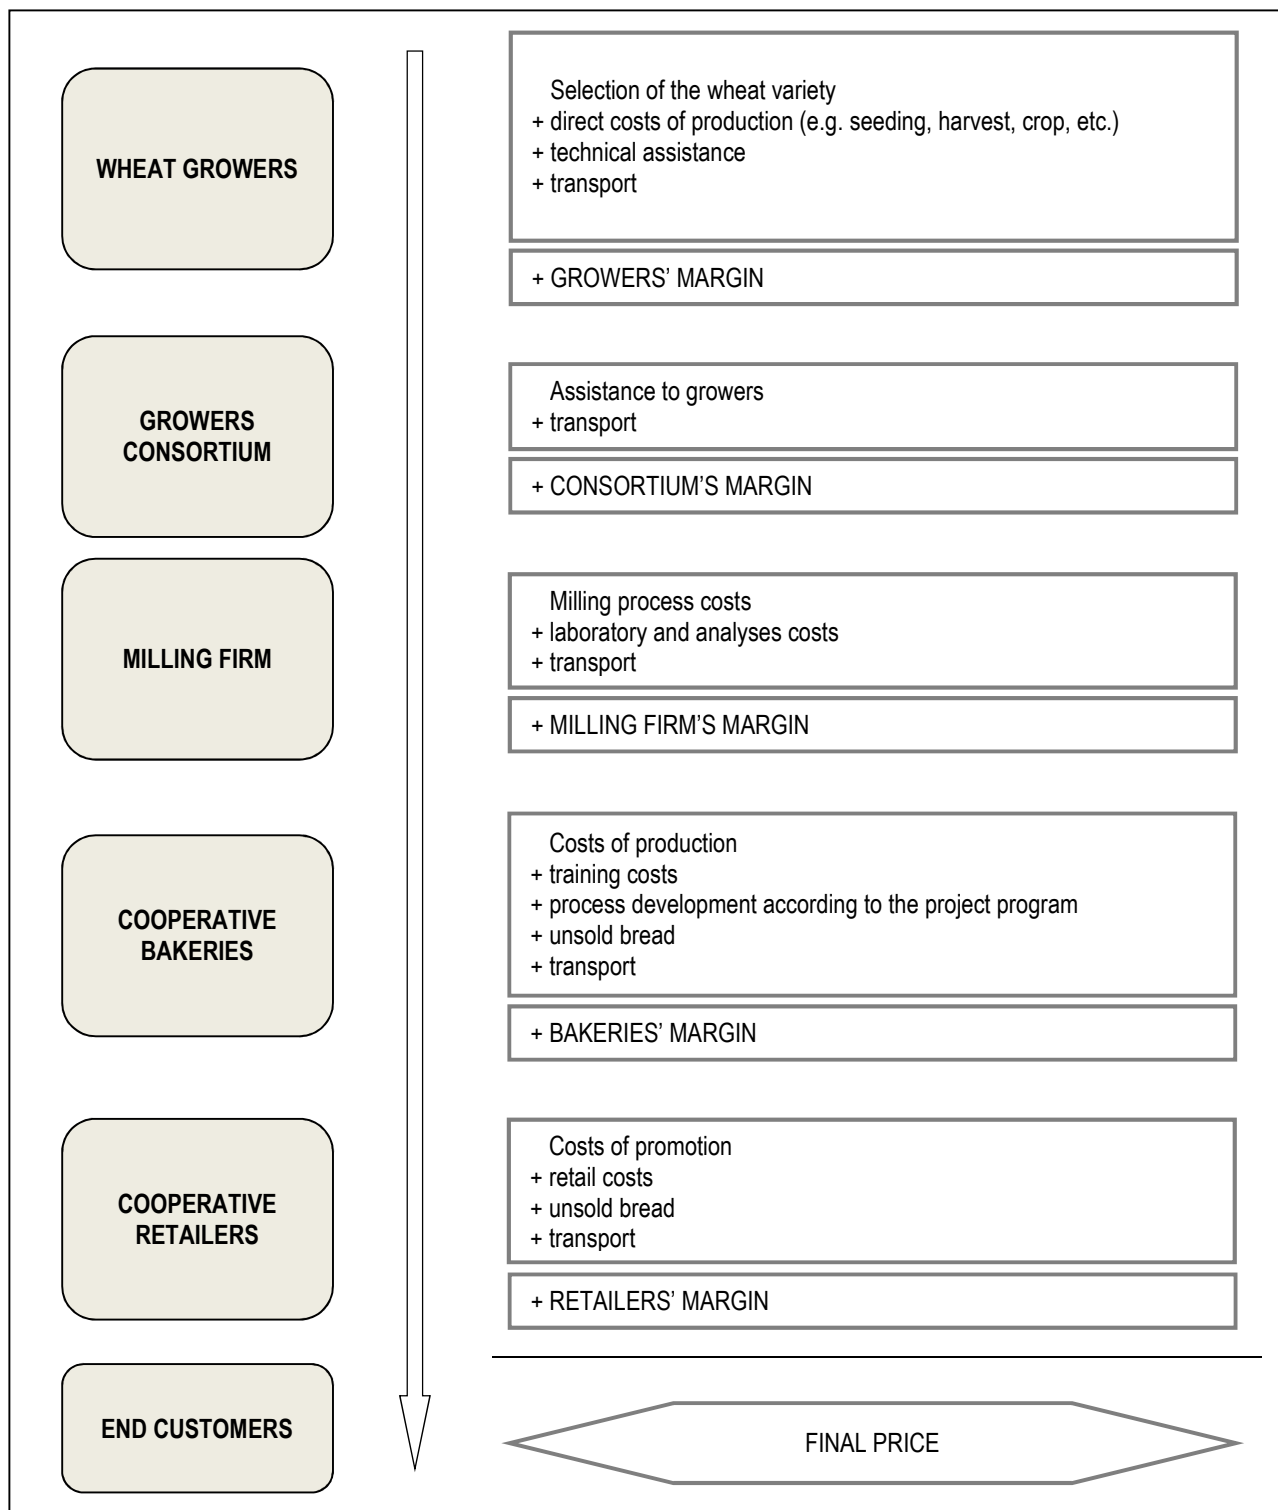 WHEAT GROWERS
Selection of the wheat variety
+ direct costs of production (e.g. seeding, harvest, crop, etc.)
+ technical assistance
+ transport
+ GROWERS’ MARGIN
GROWERS
CONSORTIUM
Assistance to growers
+ transport
+ CONSORTIUM’S MARGIN
MILLING FIRM
Milling process costs
+ laboratory and analyses costs
+ transport
+ MILLING FIRM’S MARGIN
COOPERATIVE
BAKERIES
Costs of production
+ training costs
+ process development according to the project program
+ unsold bread
+ transport
+ BAKERIES’ MARGIN
COOPERATIVE
RETAILERS
Costs of promotion
+ retail costs
+ unsold bread
+ transport
+ RETAILERS’ MARGIN
END CUSTOMERS
FINAL PRICE